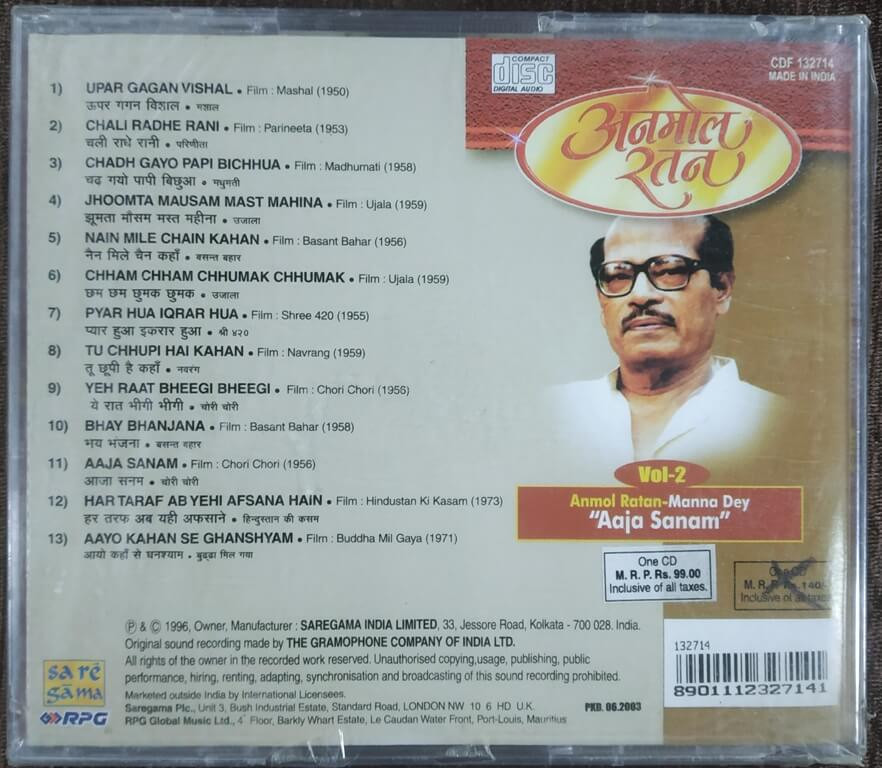 1) UPAR GAGAN VISHAL • Film : Mashal (1950)
ऊपर गगन विशाल • मशाल
2) CHALI RADHE RANI • Film : Parineeta (1953)
चली राधे रानी • परिणीता
3) CHADH GAYO PAPI BICHHUA • Film : Madhumati (1958)
चढ़ गयो पापी बिछुआ • मधुमती
4) JHOOMTA MAUSAM MAST MAHINA • Film : Ujala (1959)
झूमता मौसम मस्त महीना • उजाला
5) NAIN MILE CHAIN KAHAN • Film : Basant Bahar (1956)
नैन मिले चैन कहाँ • बसन्त बहार
6) CHHAM CHHAM CHHUMAK CHHUMAK • Film : Ujala (1959)
छम छम छुमक छुमक • उजाला
7) PYAR HUA IQRAR HUA • Film : Shree 420 (1955)
प्यार हुआ इकरार हुआ • श्री ४२०
8) TU CHHUPI HAI KAHAN • Film : Navrang (1959)
तू छूपी है कहाँ • नवरंग
9) YEH RAAT BHEEGI BHEEGI • Film : Chori Chori (1956)
ये रात भीगी भीगी • चोरी चोरी
10) BHAY BHANJANA • Film : Basant Bahar (1958)
भय भंजना • बसन्त बहार
11) AAJA SANAM • Film : Chori Chori (1956)
आजा सनम • चोरी चोरी
12) HAR TARAF AB YEHI AFSANA HAIN • Film : Hindustan Ki Kasam (1973)
हर तरफ अब यही अफसाने • हिन्दुस्तान की कसम
13) AAYO KAHAN SE GHANSHYAM • Film : Buddha Mil Gaya (1971)
आयो कहाँ से घनश्याम • बुढ्ढा मिल गया
COMPACT
disc
DIGITAL AUDIO
CDF 132714
MADE IN INDIA
अनमोल
रतन
Vol-2
Anmol Ratan-Manna Dey
"Aaja Sanam"
One CD
M. R. P. Rs. 99.00
Inclusive of all taxes.
One CD
M. R. P. Rs. 140/-
Inclusive of all taxes
Ⓟ & © 1996, Owner, Manufacturer : SAREGAMA INDIA LIMITED, 33, Jessore Road, Kolkata - 700 028. India.
Original sound recording made by THE GRAMOPHONE COMPANY OF INDIA LTD.
All rights of the owner in the recorded work reserved. Unauthorised copying,usage, publishing, public
performance, hiring, renting, adapting, synchronisation and broadcasting of this sound recording prohibited.
Marketed outside India by International Licensees.
Saregama Plc., Unit 3, Bush Industrial Estate, Standard Road, LONDON NW 10 6 HD U.K.
RPG Global Music Ltd., 4th Floor, Barkly Wharf Estate, Le Caudan Water Front, Port-Louis, Mauritius
PKD. 06.2003
sa rē
gāma
RPG
132714
8901112327141